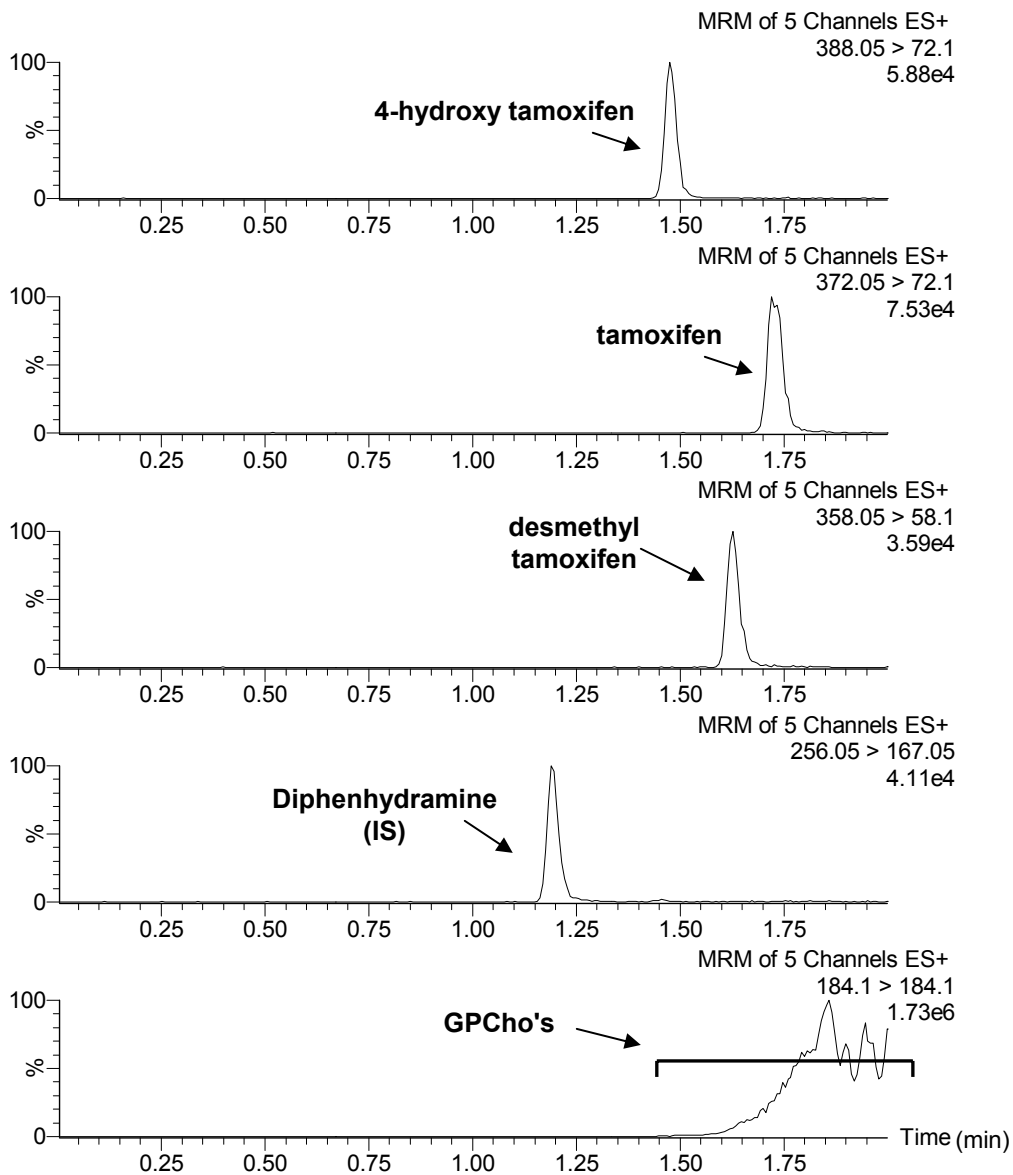 MRM of 5 Channels ES+
388.05 > 72.1
5.88e4
100
%
0
4-hydroxy tamoxifen
0.25 0.50 0.75 1.00 1.25 1.50 1.75
MRM of 5 Channels ES+
372.05 > 72.1
7.53e4
100
%
0
tamoxifen
0.25 0.50 0.75 1.00 1.25 1.50 1.75
MRM of 5 Channels ES+
358.05 > 58.1
3.59e4
100
%
0
desmethyl
tamoxifen
0.25 0.50 0.75 1.00 1.25 1.50 1.75
MRM of 5 Channels ES+
256.05 > 167.05
4.11e4
100
%
0
Diphenhydramine
(IS)
0.25 0.50 0.75 1.00 1.25 1.50 1.75
MRM of 5 Channels ES+
184.1 > 184.1
1.73e6
100
%
0
GPCho's
Time (min)
0.25 0.50 0.75 1.00 1.25 1.50 1.75